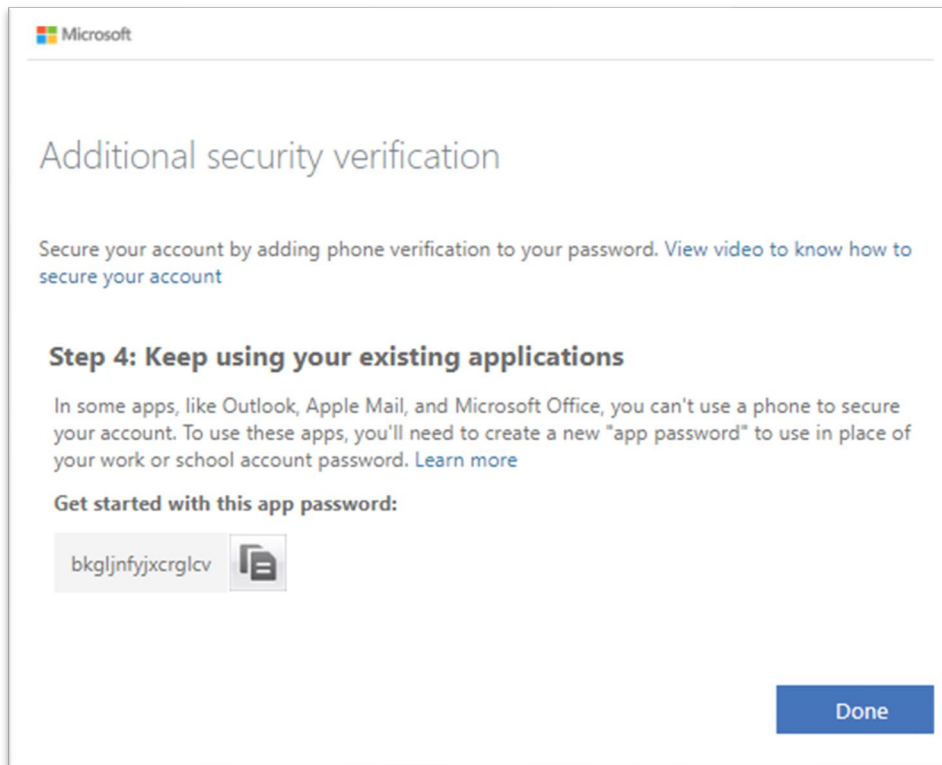 Microsoft
Additional security verification
Secure your account by adding phone verification to your password. View video to know how to
secure your account
Step 4: Keep using your existing applications
In some apps, like Outlook, Apple Mail, and Microsoft Office, you can't use a phone to secure
your account. To use these apps, you'll need to create a new "app password" to use in place of
your work or school account password. Learn more
Get started with this app password:
bkgljnfyjxcrglcv
Done